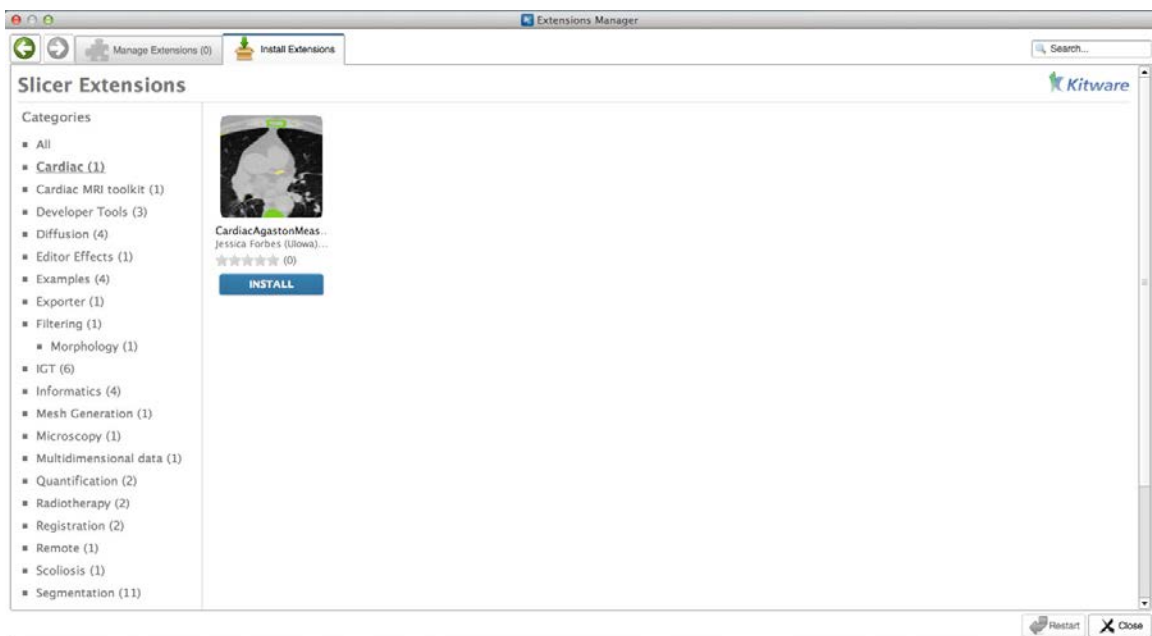 Extensions Manager
Manage Extensions (0)
Install Extensions
Search...
Slicer Extensions
Kitware
Categories
All
Cardiac (1)
Cardiac MRI toolkit (1)
Developer Tools (3)
Diffusion (4)
Editor Effects (1)
Examples (4)
Exporter (1)
Filtering (1)
Morphology (1)
IGT (6)
Informatics (4)
Mesh Generation (1)
Microscopy (1)
Multidimensional data (1)
Quantification (2)
Radiotherapy (2)
Registration (2)
Remote (1)
Scoliosis (1)
Segmentation (11)
CardiacAgastonMeas..
Jessica Forbes (UIowa)...
(0)
INSTALL
Restart
Close